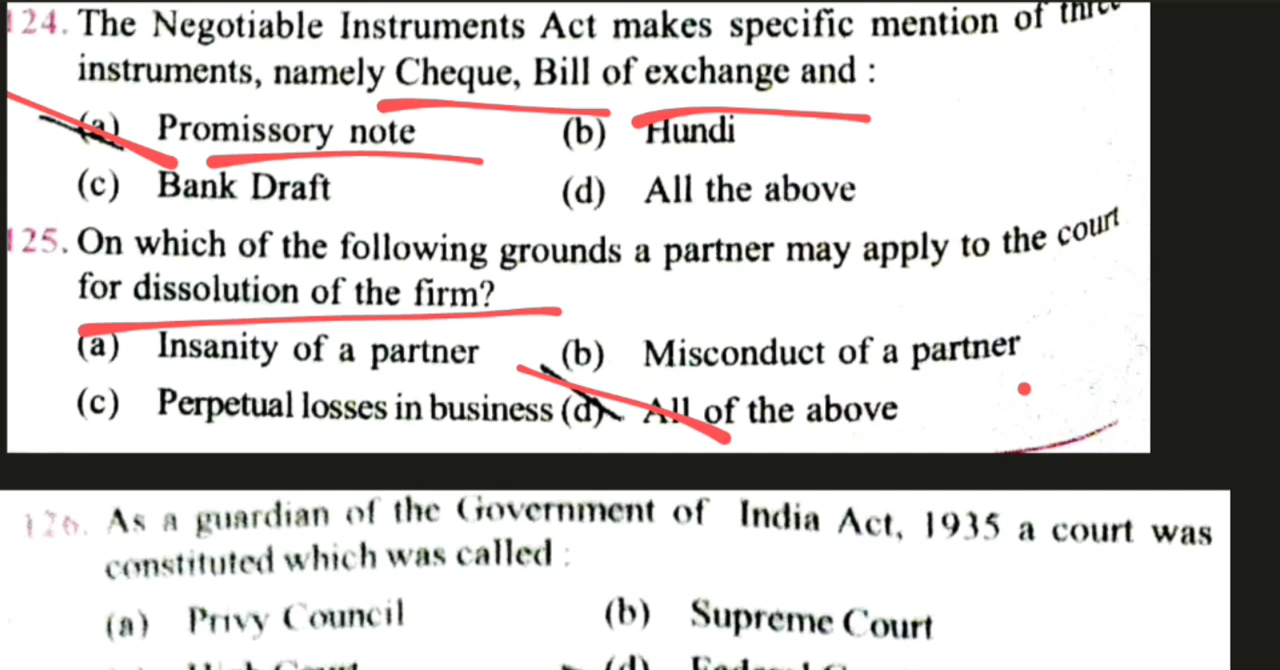 124. The Negotiable Instruments Act makes specific mention of three
instruments, namely Cheque, Bill of exchange and :
(a) Promissory note (b) Hundi
(c) Bank Draft (d) All the above
125. On which of the following grounds a partner may apply to the court
for dissolution of the firm?
(a) Insanity of a partner (b) Misconduct of a partner
(c) Perpetual losses in business (d) All of the above
126. As a guardian of the Government of India Act, 1935 a court was
constituted which was called :
(a) Privy Council (b) Supreme Court
(d)